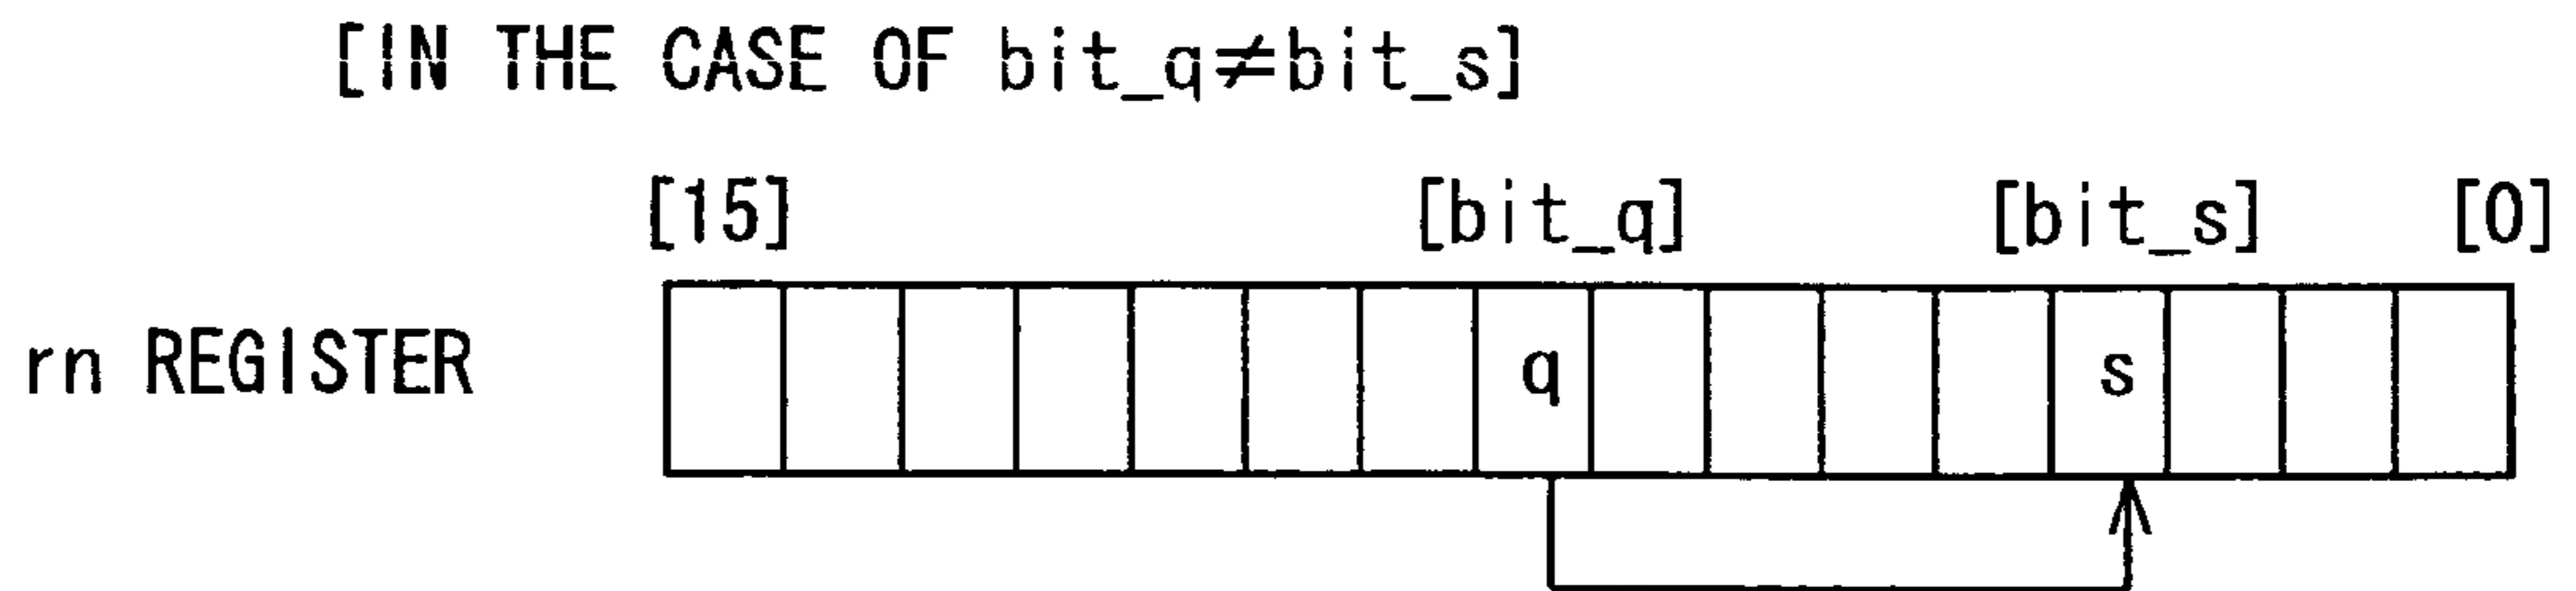 [IN THE CASE OF bit_q≠bit_s]
[15] [bit_q] [bit_s] [0]
rn REGISTER q s